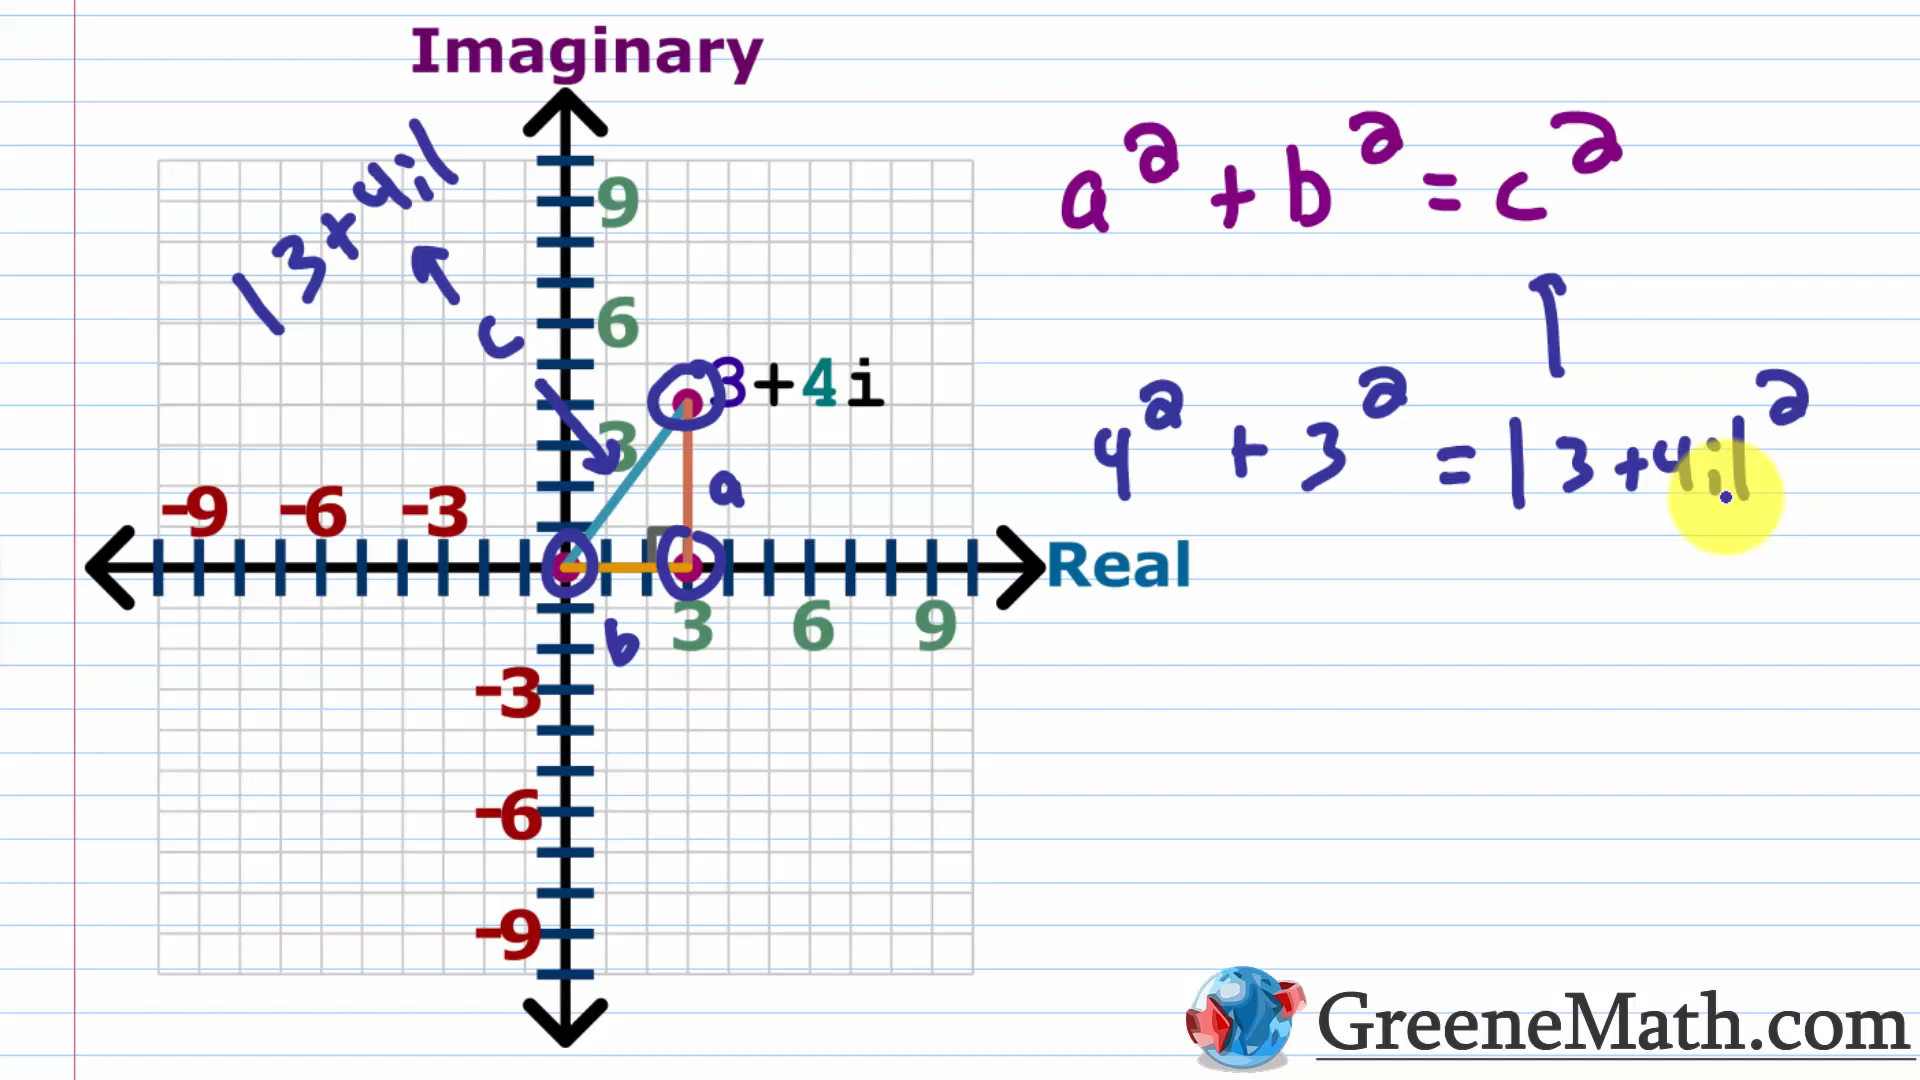 Imaginary
|3+4i|
c
9
6
3+4i
3
a
-9 -6 -3
Real
b
3 6 9
-3
-6
-9
a² + b² = c²
4² + 3² = |3+4i|²
GreeneMath.com